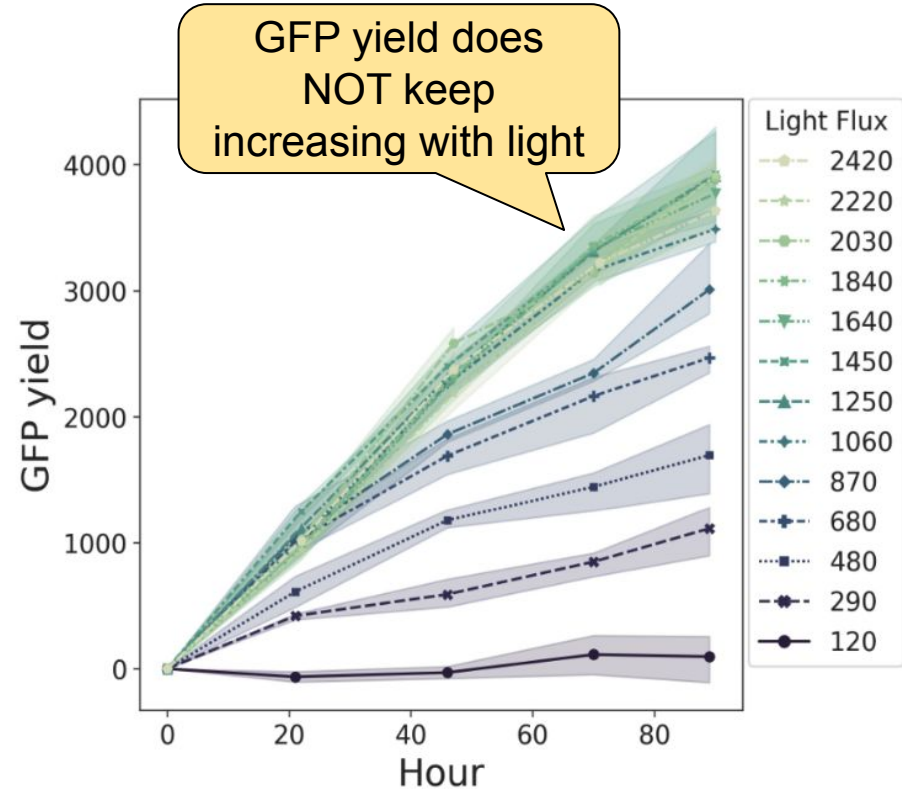 GFP yield does
NOT keep
increasing with light
Light Flux
2420
2220
2030
1840
1640
1450
1250
1060
870
680
480
290
120
GFP yield
4000
3000
2000
1000
0
0 20 40 60 80
Hour